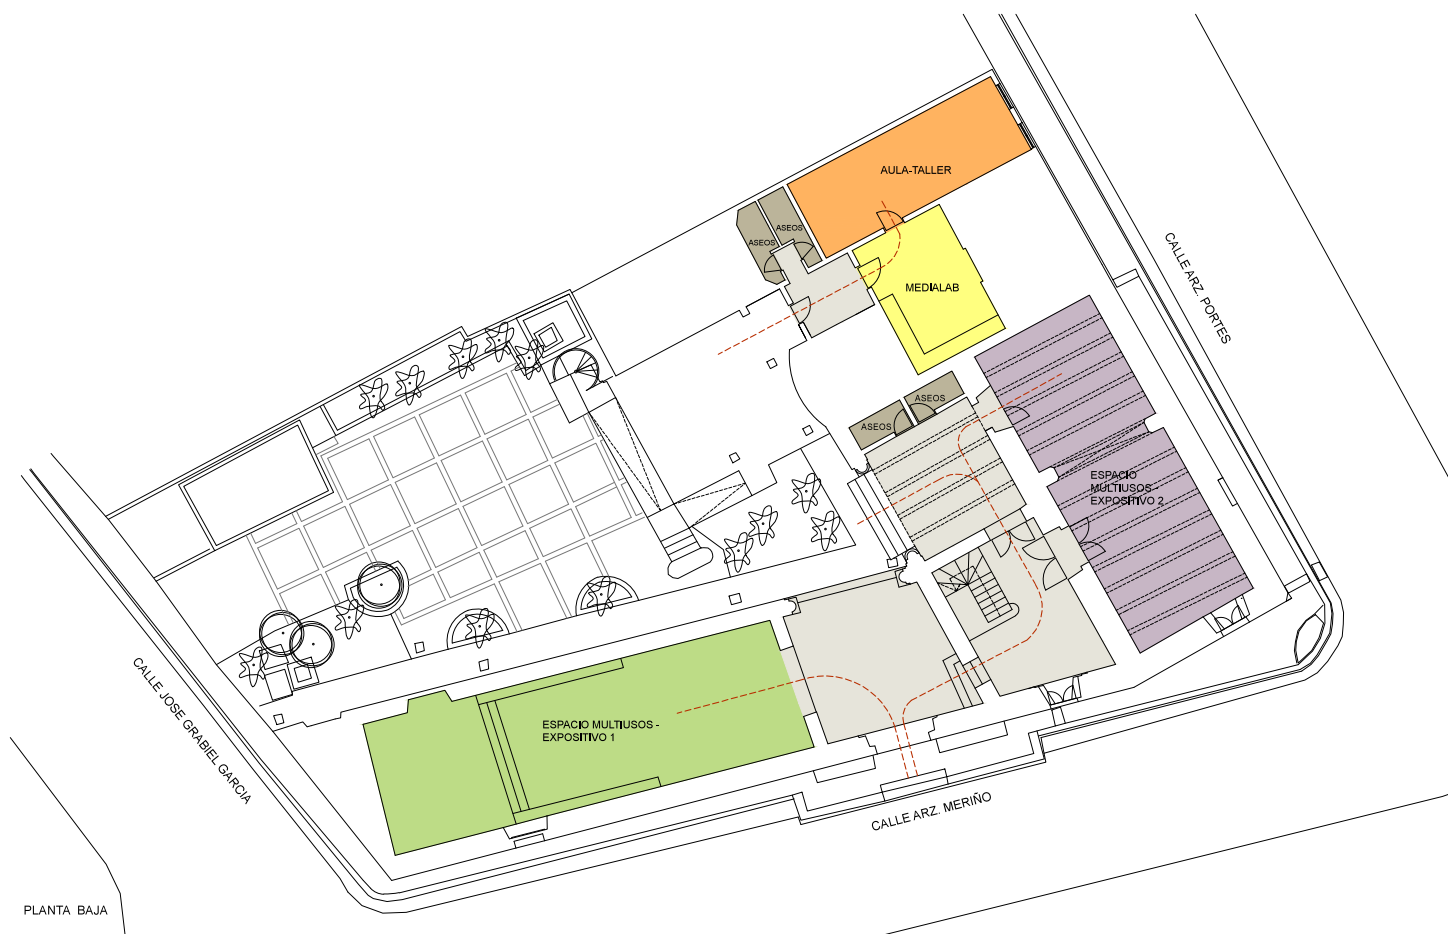 AULA-TALLER
ASEOS
ASEOS
MEDIALAB
CALLE ARZ. PORTES
ASEOS
ASEOS
ESPACIO
MULTIUSOS -
EXPOSITIVO 2
ESPACIO MULTIUSOS -
EXPOSITIVO 1
CALLE JOSE GRABIEL GARCIA
CALLE ARZ. MERIÑO
PLANTA BAJA